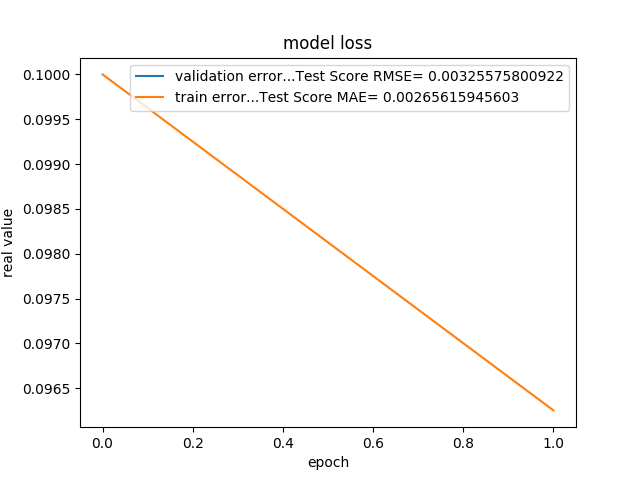 model loss
validation error...Test Score RMSE= 0.00325575800922
train error...Test Score MAE= 0.00265615945603
0.1000
0.0995
0.0990
0.0985
0.0980
0.0975
0.0970
0.0965
real value
0.0 0.2 0.4 0.6 0.8 1.0
epoch